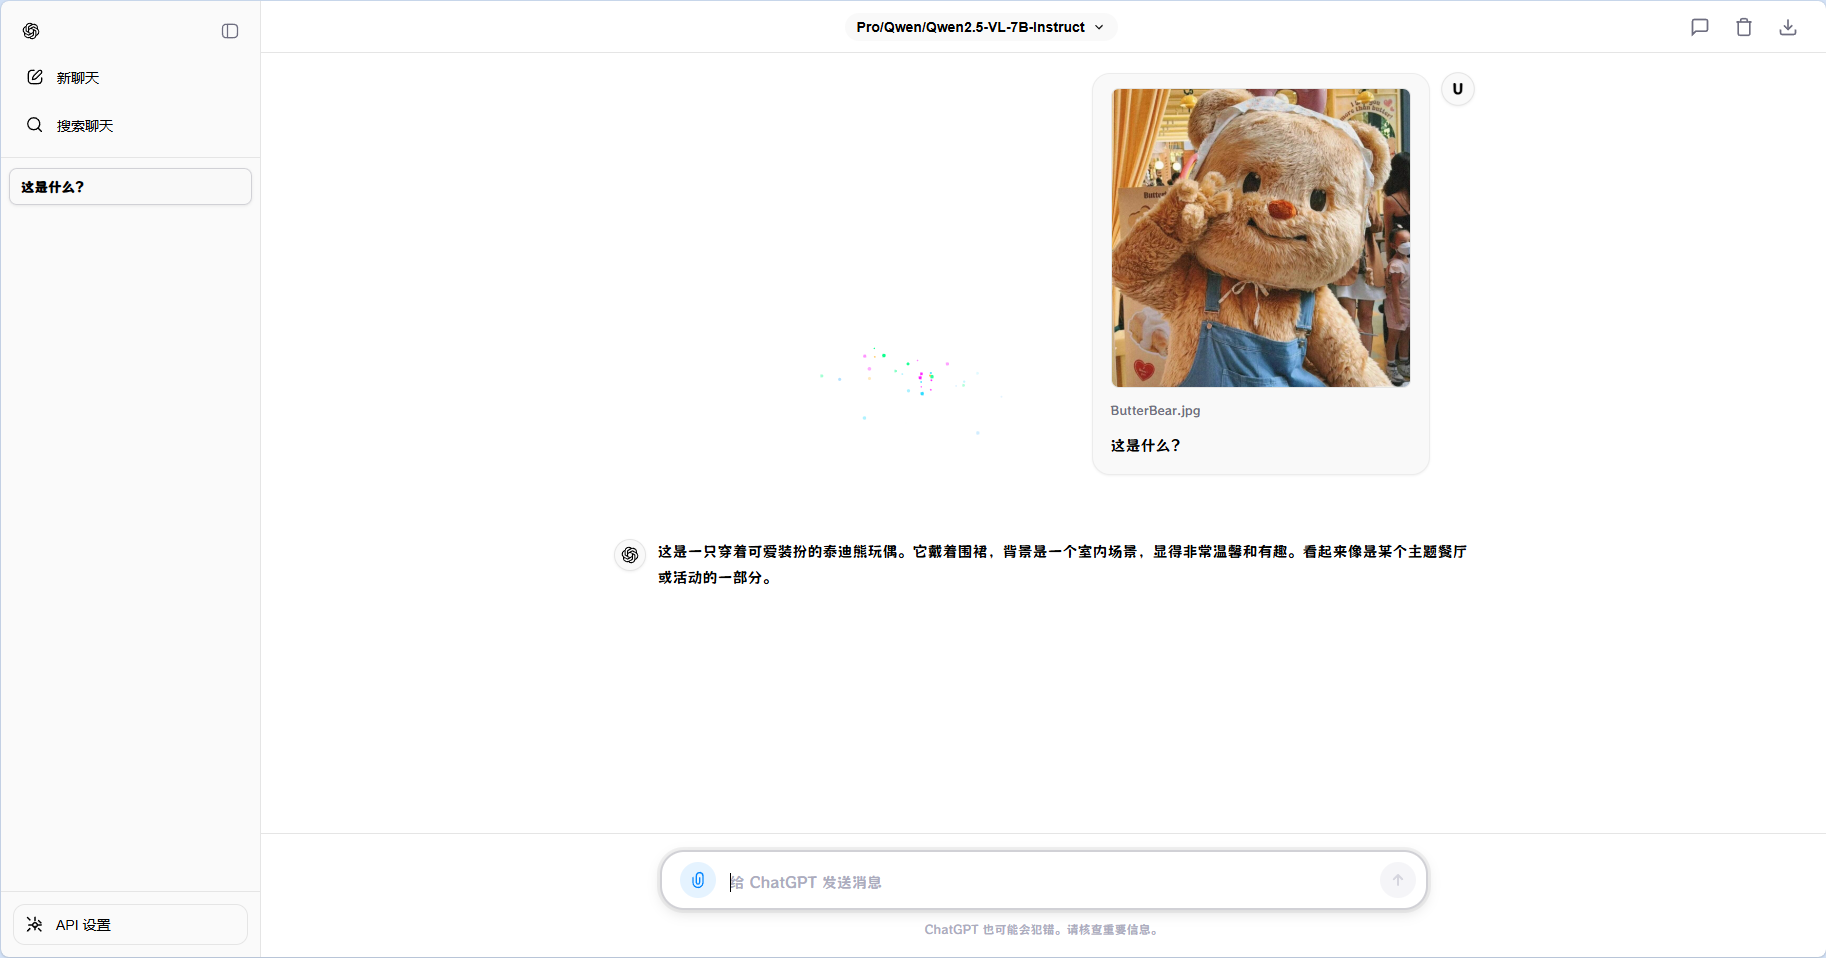 Pro/Qwen/Qwen2.5-VL-7B-Instruct
新聊天
搜索聊天
这是什么?
U
more than butter!
ButterBear.jpg
这是什么?
这是一只穿着可爱装扮的泰迪熊玩偶。它戴着围裙，背景是一个室内场景，显得非常温馨和有趣。看起来像是某个主题餐厅
或活动的一部分。
给 ChatGPT 发送消息
ChatGPT 也可能会犯错。请核查重要信息。
API 设置